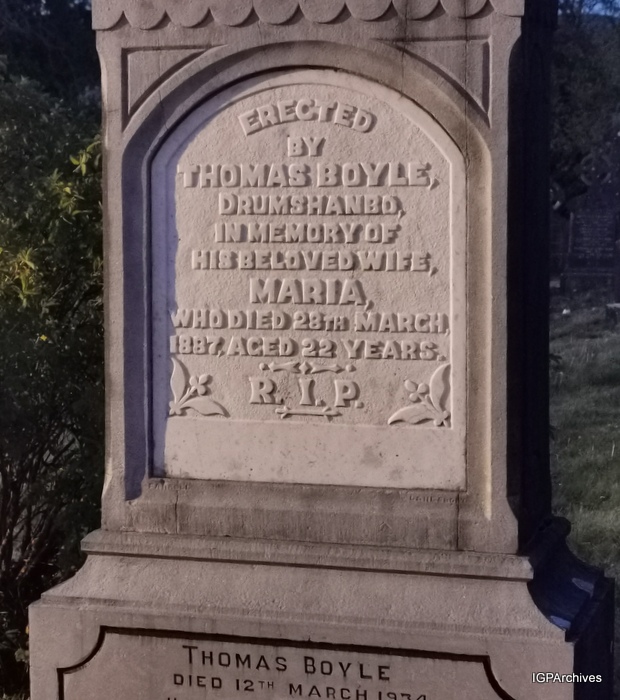 ERECTED
BY
THOMAS BOYLE,
DRUMSHANBO,
IN MEMORY OF
HIS BELOVED WIFE,
MARIA,
WHO DIED 28TH MARCH,
1887, AGED 22 YEARS.
R. I. P.
THOMAS BOYLE
DIED 12TH MARCH 1934
IGPArchives